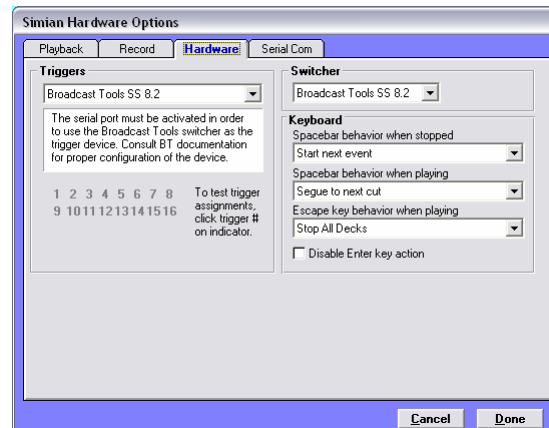 Simian Hardware Options
Playback Record Hardware Serial Com
Triggers
Broadcast Tools SS 8.2
The serial port must be activated in order
to use the Broadcast Tools switcher as the
trigger device. Consult BT documentation
for proper configuration of the device.
1 2 3 4 5 6 7 8
9 10 11 12 13 14 15 16
To test trigger
assignments,
click trigger #
on indicator.
Switcher
Broadcast Tools SS 8.2
Keyboard
Spacebar behavior when stopped
Start next event
Spacebar behavior when playing
Segue to next cut
Escape key behavior when playing
Stop All Decks
Disable Enter key action
Cancel Done